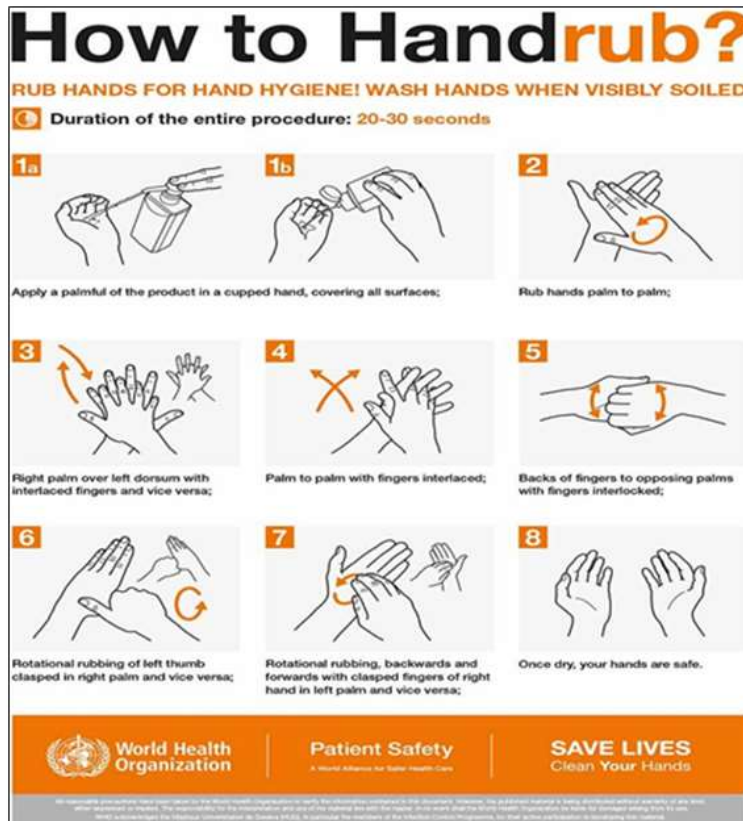 How to Handrub?
RUB HANDS FOR HAND HYGIENE! WASH HANDS WHEN VISIBLY SOILED
Duration of the entire procedure: 20-30 seconds
1a
1b
Apply a palmful of the product in a cupped hand, covering all surfaces;
2
Rub hands palm to palm;
3
Right palm over left dorsum with
interlaced fingers and vice versa;
4
Palm to palm with fingers interlaced;
5
Backs of fingers to opposing palms
with fingers interlocked;
6
Rotational rubbing of left thumb
clasped in right palm and vice versa;
7
Rotational rubbing, backwards and
forwards with clasped fingers of right
hand in left palm and vice versa;
8
Once dry, your hands are safe.
World Health
Organization
Patient Safety
A World Alliance for Safer Health Care
SAVE LIVES
Clean Your Hands